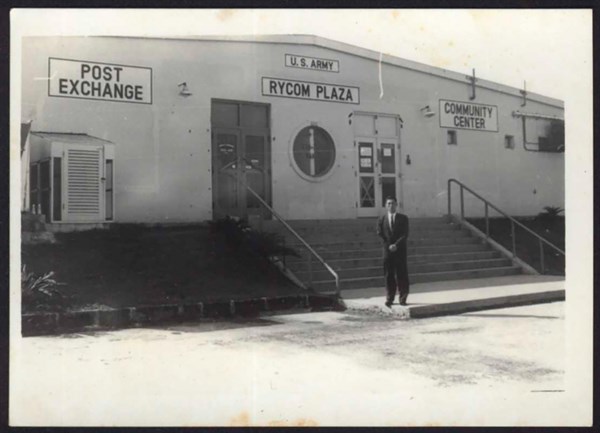 POST
EXCHANGE
U.S. ARMY
RYCOM PLAZA
COMMUNITY
CENTER